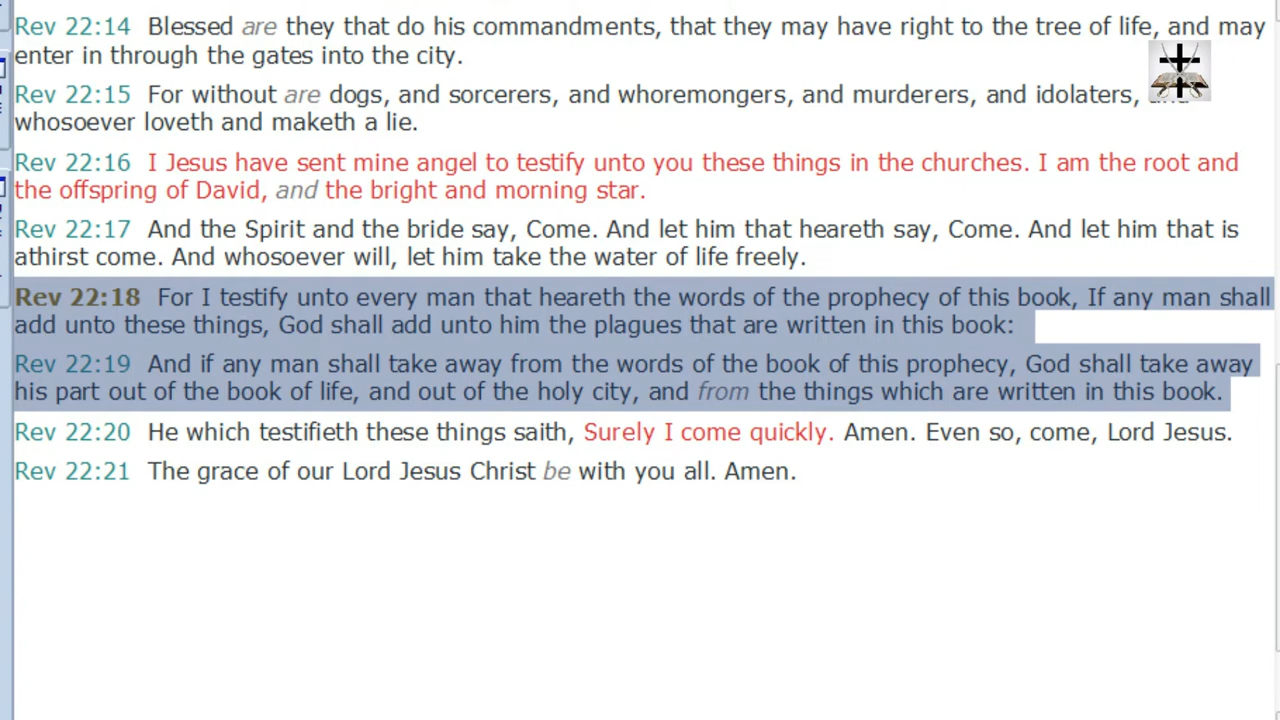 Rev 22:14 Blessed are they that do his commandments, that they may have right to the tree of life, and may
enter in through the gates into the city.
Rev 22:15 For without are dogs, and sorcerers, and whoremongers, and murderers, and idolaters, and
whosoever loveth and maketh a lie.
Rev 22:16 I Jesus have sent mine angel to testify unto you these things in the churches. I am the root and
the offspring of David, and the bright and morning star.
Rev 22:17 And the Spirit and the bride say, Come. And let him that heareth say, Come. And let him that is
athirst come. And whosoever will, let him take the water of life freely.
Rev 22:18 For I testify unto every man that heareth the words of the prophecy of this book, If any man shall
add unto these things, God shall add unto him the plagues that are written in this book:
Rev 22:19 And if any man shall take away from the words of the book of this prophecy, God shall take away
his part out of the book of life, and out of the holy city, and from the things which are written in this book.
Rev 22:20 He which testifieth these things saith, Surely I come quickly. Amen. Even so, come, Lord Jesus.
Rev 22:21 The grace of our Lord Jesus Christ be with you all. Amen.